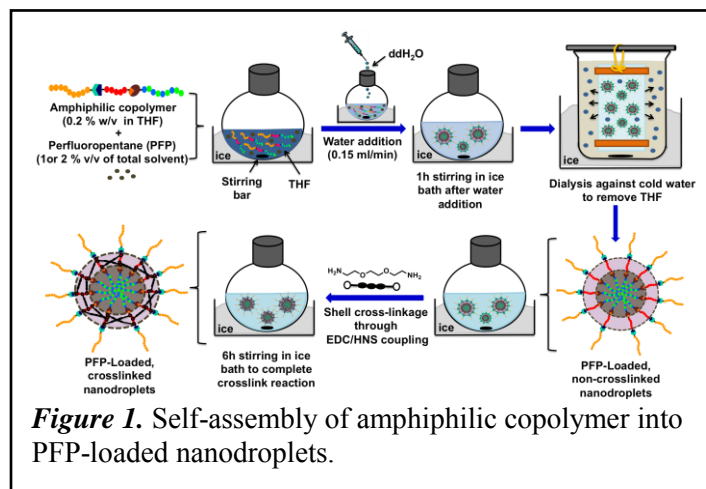 ddH₂O
Amphiphilic copolymer
(0.2 % w/v in THF)
+
Perfluoropentane (PFP)
(1or 2 % v/v of total solvent)
ice
Stirring
bar
THF
Water addition
(0.15 ml/min)
1h stirring in ice
bath after water
addition
ice
Dialysis against cold water
to remove THF
PFP-Loaded,
crosslinked
nanodroplets
ice
6h stirring in ice
bath to complete
crosslink reaction
H₂N
O
O
NH₂
Shell cross-linkage
through
EDC/HNS coupling
ice
PFP-Loaded,
non-crosslinked
nanodroplets
Figure 1. Self-assembly of amphiphilic copolymer into
PFP-loaded nanodroplets.